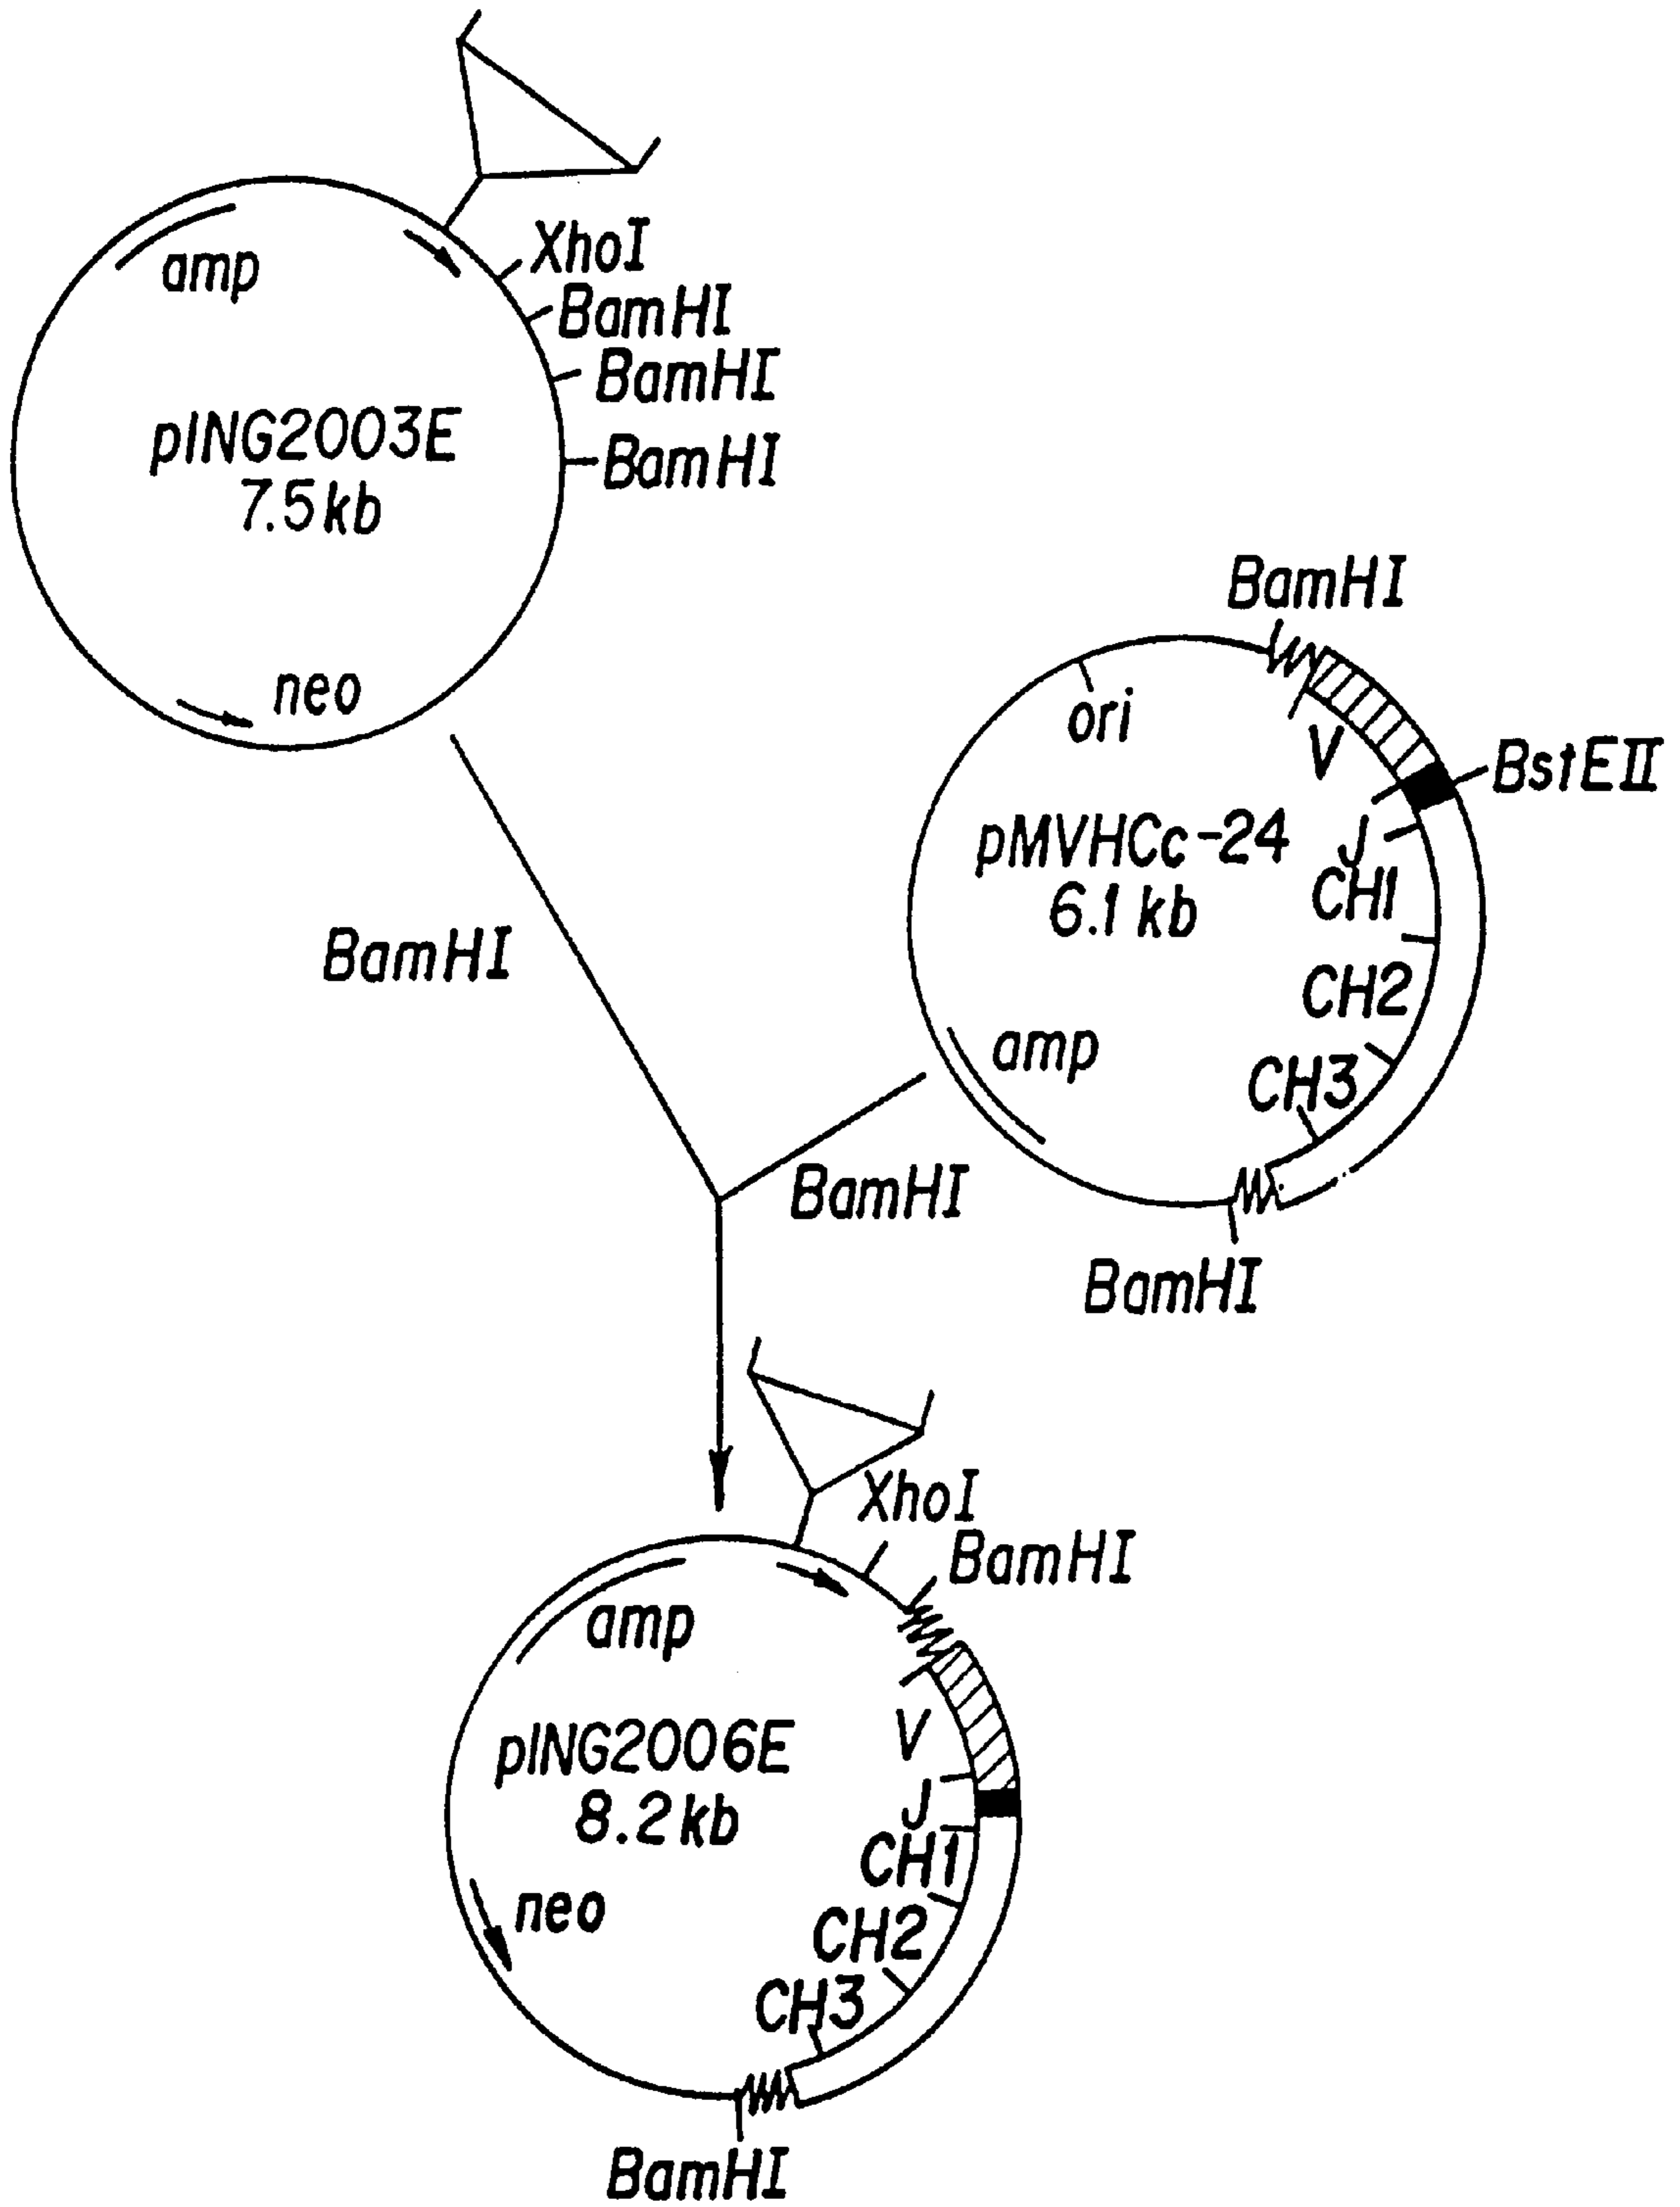 XhoI
BamHI
BamHI
BamHI
amp
pING2003E
7.5kb
neo
BamHI
ori
V
BstEII
pMVHCc-24
6.1kb
J
CH1
CH2
CH3
amp
BamHI
BamHI
BamHI
XhoI
BamHI
amp
pING2006E
8.2kb
V
J
CH1
CH2
CH3
neo
BamHI